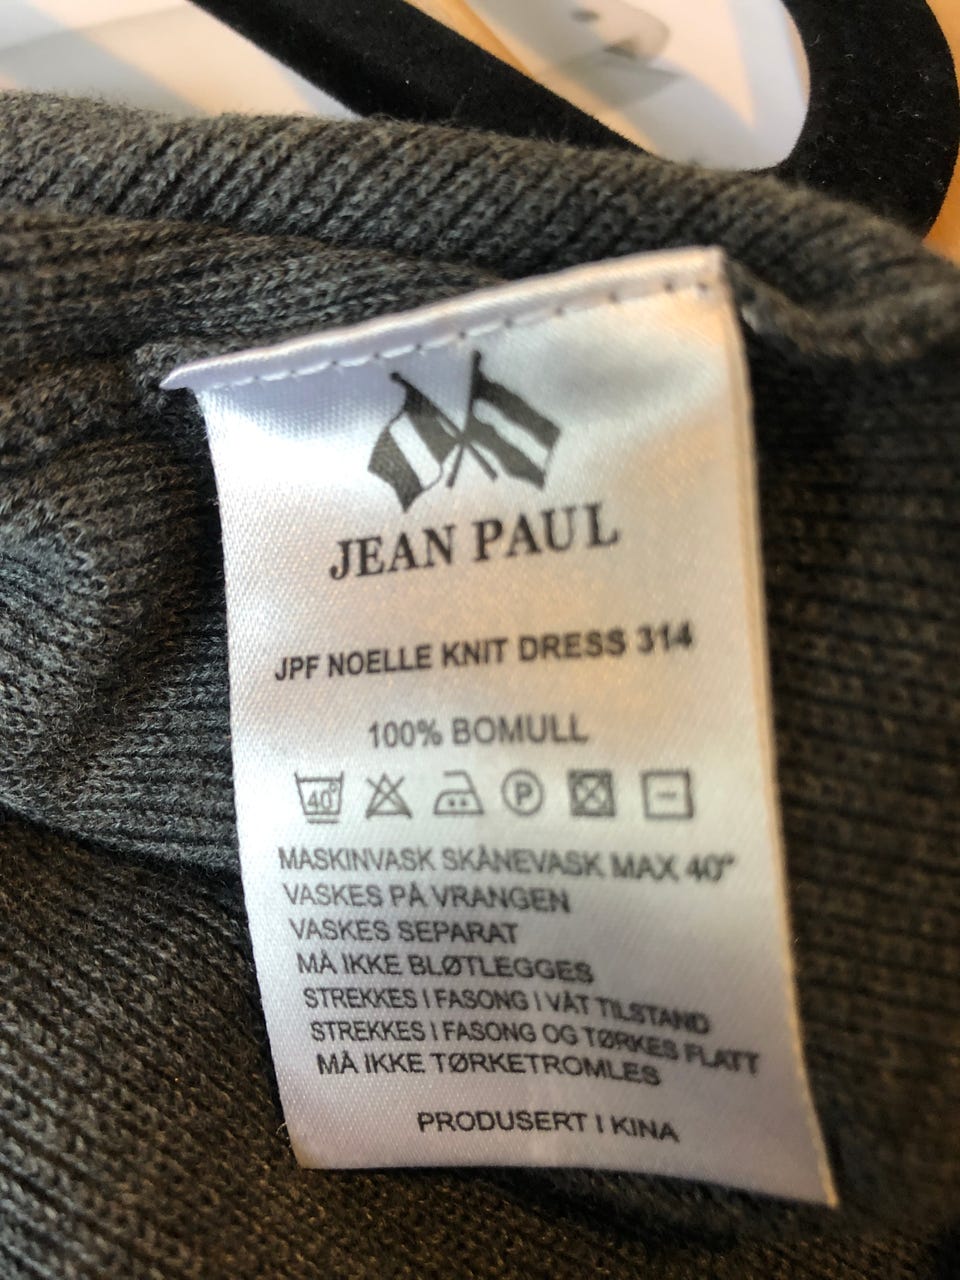 JEAN PAUL
JPF NOELLE KNIT DRESS 314
100% BOMULL
40° P
MASKINVASK SKÅNEVASK MAX 40°
VASKES PÅ VRANGEN
VASKES SEPARAT
MÅ IKKE BLØTLEGGES
STREKKES I FASONG I VÅT TILSTAND
STREKKES I FASONG OG TØRKES FLATT
MÅ IKKE TØRKETROMLES
PRODUSERT I KINA